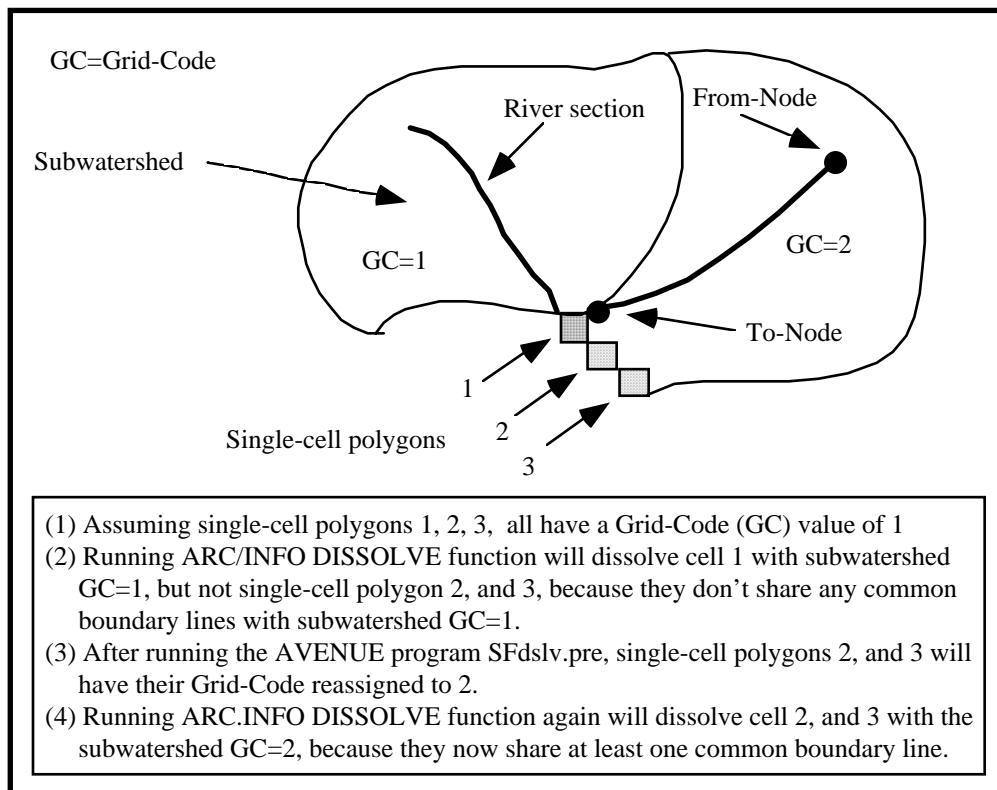 GC=Grid-Code
From-Node
River section
Subwatershed
GC=1
GC=2
To-Node
1
2
Single-cell polygons
3
(1) Assuming single-cell polygons 1, 2, 3,  all have a Grid-Code (GC) value of 1
(2) Running ARC/INFO DISSOLVE function will dissolve cell 1 with subwatershed
GC=1, but not single-cell polygon 2, and 3, because they don’t share any common
boundary lines with subwatershed GC=1.
(3) After running the AVENUE program SFdslv.pre, single-cell polygons 2, and 3 will
have their Grid-Code reassigned to 2.
(4) Running ARC.INFO DISSOLVE function again will dissolve cell 2, and 3 with the
subwatershed GC=2, because they now share at least one common boundary line.